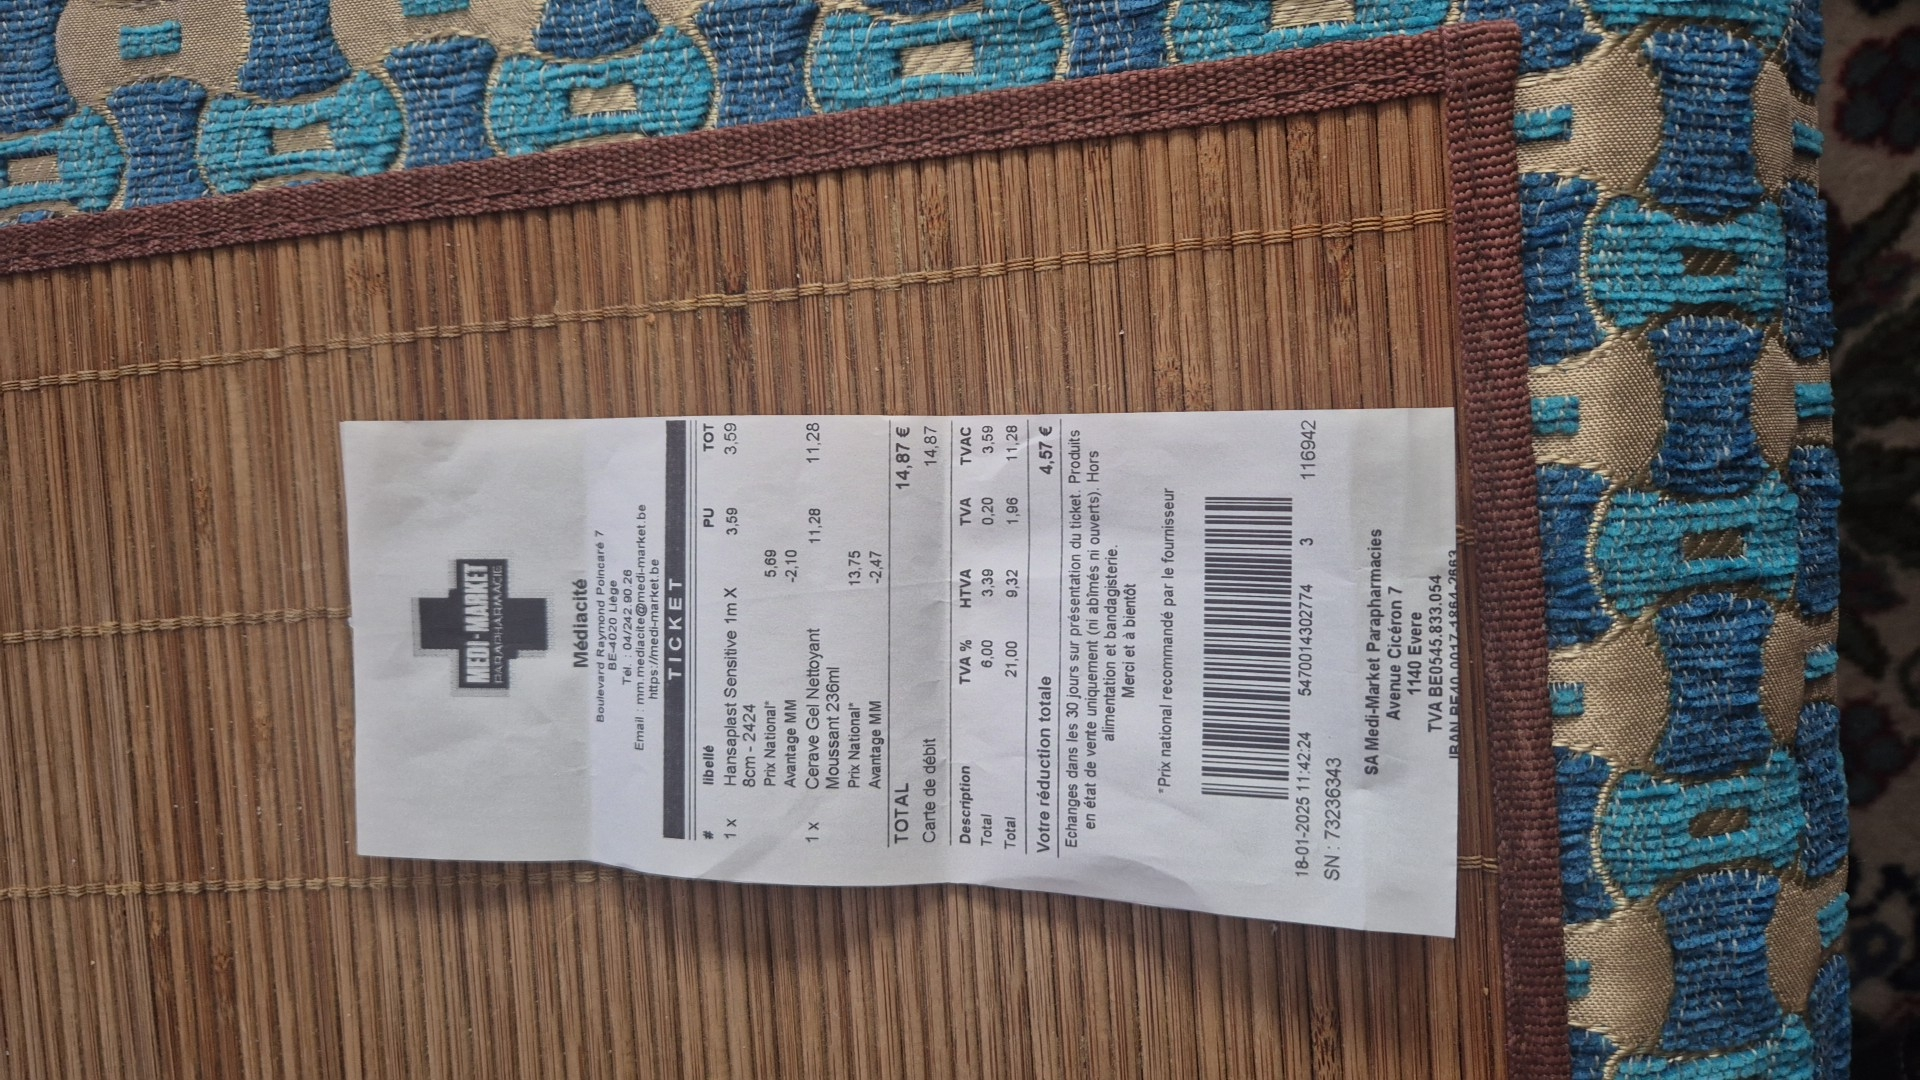 MEDI-MARKET
PARAPHARMACIE
Médiacité
Boulevard Raymond Poincaré 7
BE-4020 Liège
Tél. : 04/242.90.26
Email : mm.mediacite@medi-market.be
https://medi-market.be
TICKET
# libellé PU TOT
1 x Hansaplast Sensitive 1m X 3,59 3,59
8cm - 2424
Prix National* 5,69
Avantage MM -2,10
1 x Cerave Gel Nettoyant 11,28 11,28
Moussant 236ml
Prix National* 13,75
Avantage MM -2,47
TOTAL 14,87 €
Carte de débit 14,87
Description TVA % HTVA TVA TVAC
Total 6,00 3,39 0,20 3,59
Total 21,00 9,32 1,96 11,28
Votre réduction totale 4,57 €
Echanges dans les 30 jours sur présentation du ticket. Produits
en état de vente uniquement (ni abîmés ni ouverts). Hors
alimentation et bandagisterie.
Merci et à bientôt
*Prix national recommandé par le fournisseur
18-01-2025 11:42:24 5470014302774 3 116942
SN : 73236343
SA Medi-Market Parapharmacies
Avenue Cicéron 7
1140 Evere
TVA BE0545.833.054
IBAN BE40 0017 1864 2663